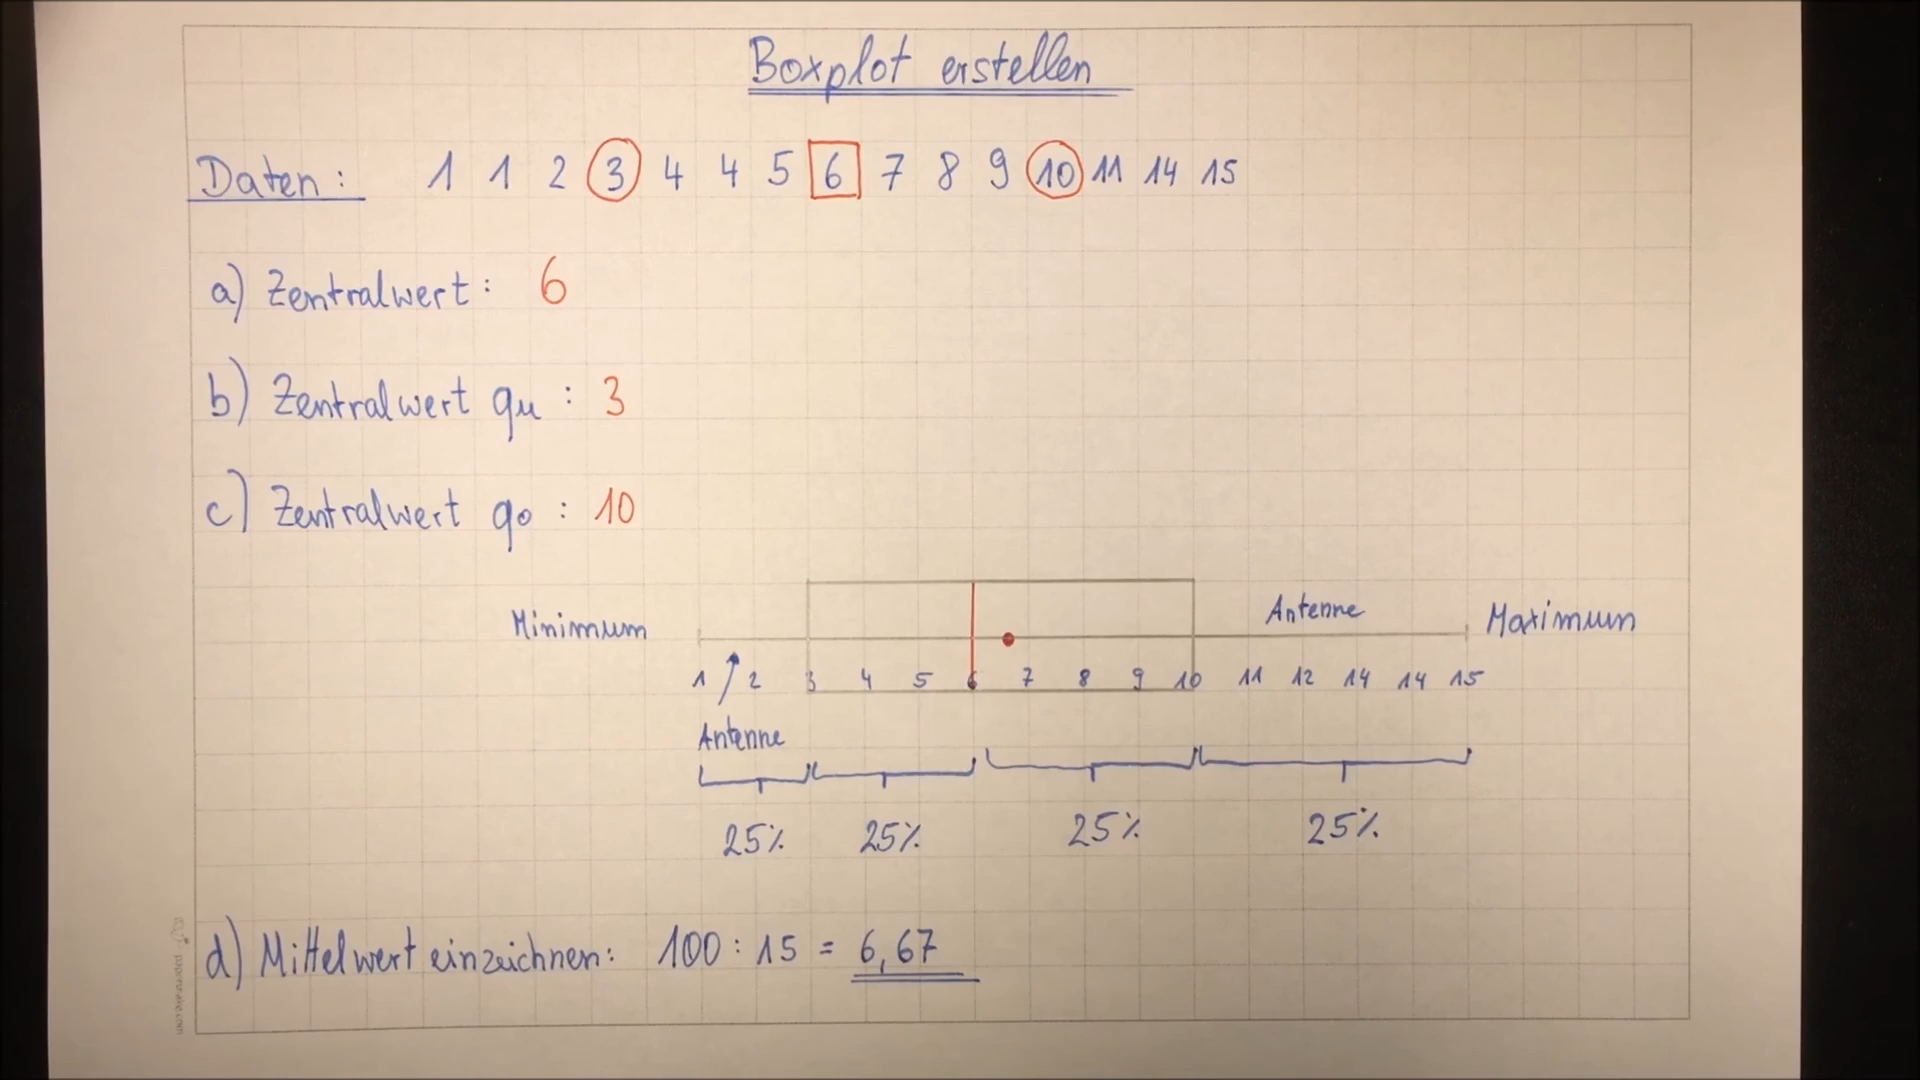 Boxplot erstellen
Daten: 1 1 2 3 4 4 5 6 7 8 9 10 11 14 15
a) Zentralwert: 6
b) Zentralwert qu : 3
c) Zentralwert qo : 10
Minimum Antenne Maximum
1 2 3 4 5 6 7 8 9 10 11 12 14 14 15
Antenne
25% 25% 25% 25%
d) Mittelwert einzeichnen: 100 : 15 = 6,67